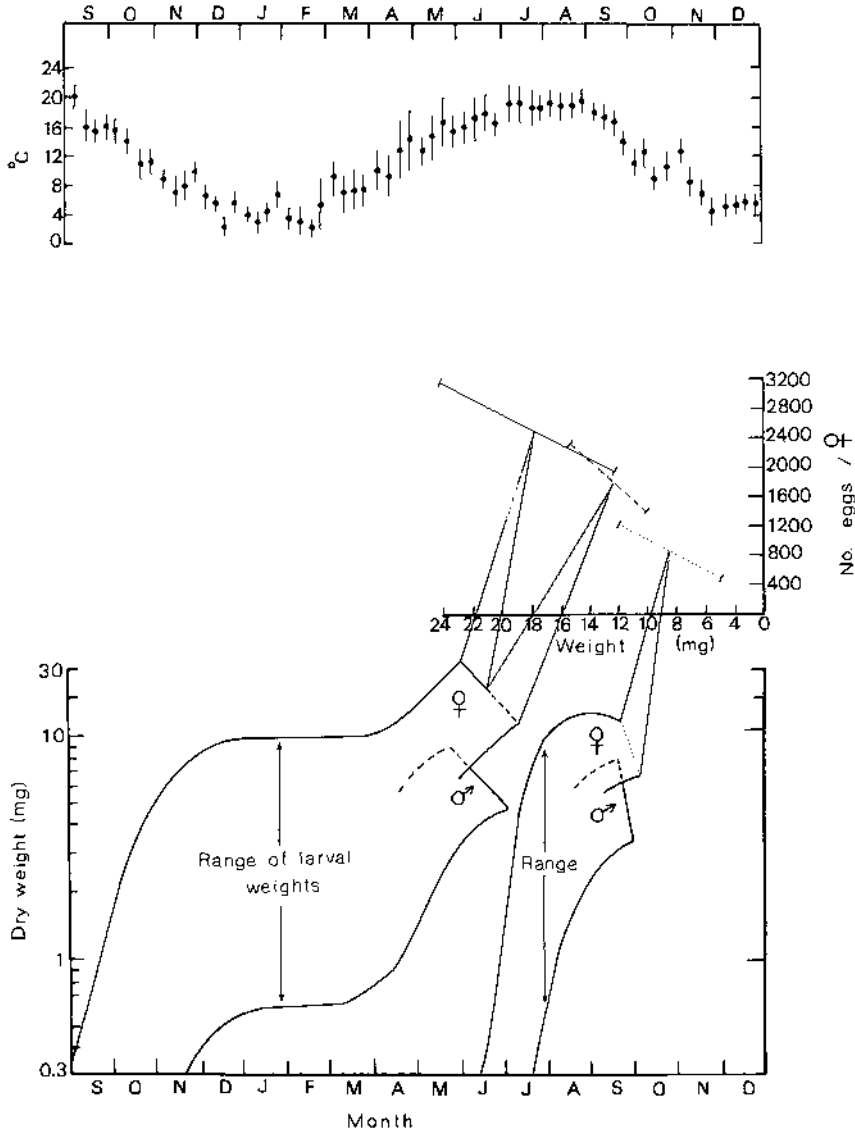 S O N D J F M A M J J A S O N D
24
20
16
12
8
4
0
°C
3200
2800
2400
2000
1600
1200
800
400
No. eggs / ♀
24 22 20 18 16 14 12 10 8 6 4 2 0
Weight (mg)
30
10
1
0.3
Dry weight (mg)
♀
♂
♀
♂
Range of larval
weights
Range
S O N D J F M A M J J A S O N D
Month